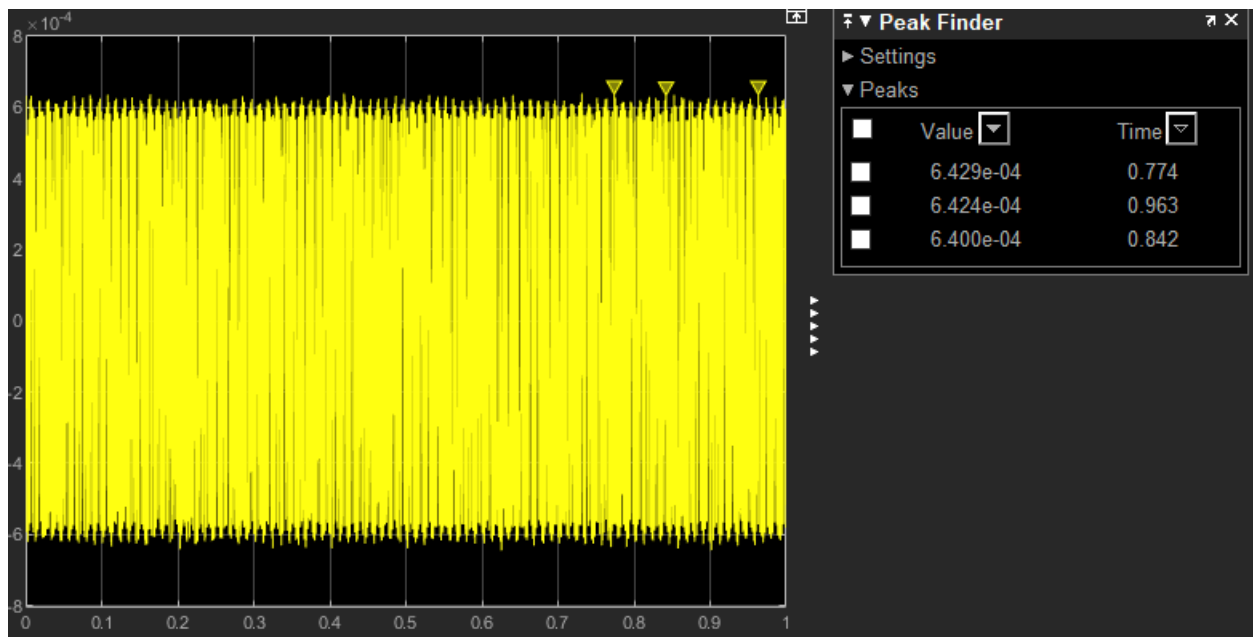 ×10⁻⁴
8
6
4
2
0
-2
-4
-6
-8
0 0.1 0.2 0.3 0.4 0.5 0.6 0.7 0.8 0.9 1
Peak Finder
Settings
Peaks
Value Time
6.429e-04 0.774
6.424e-04 0.963
6.400e-04 0.842